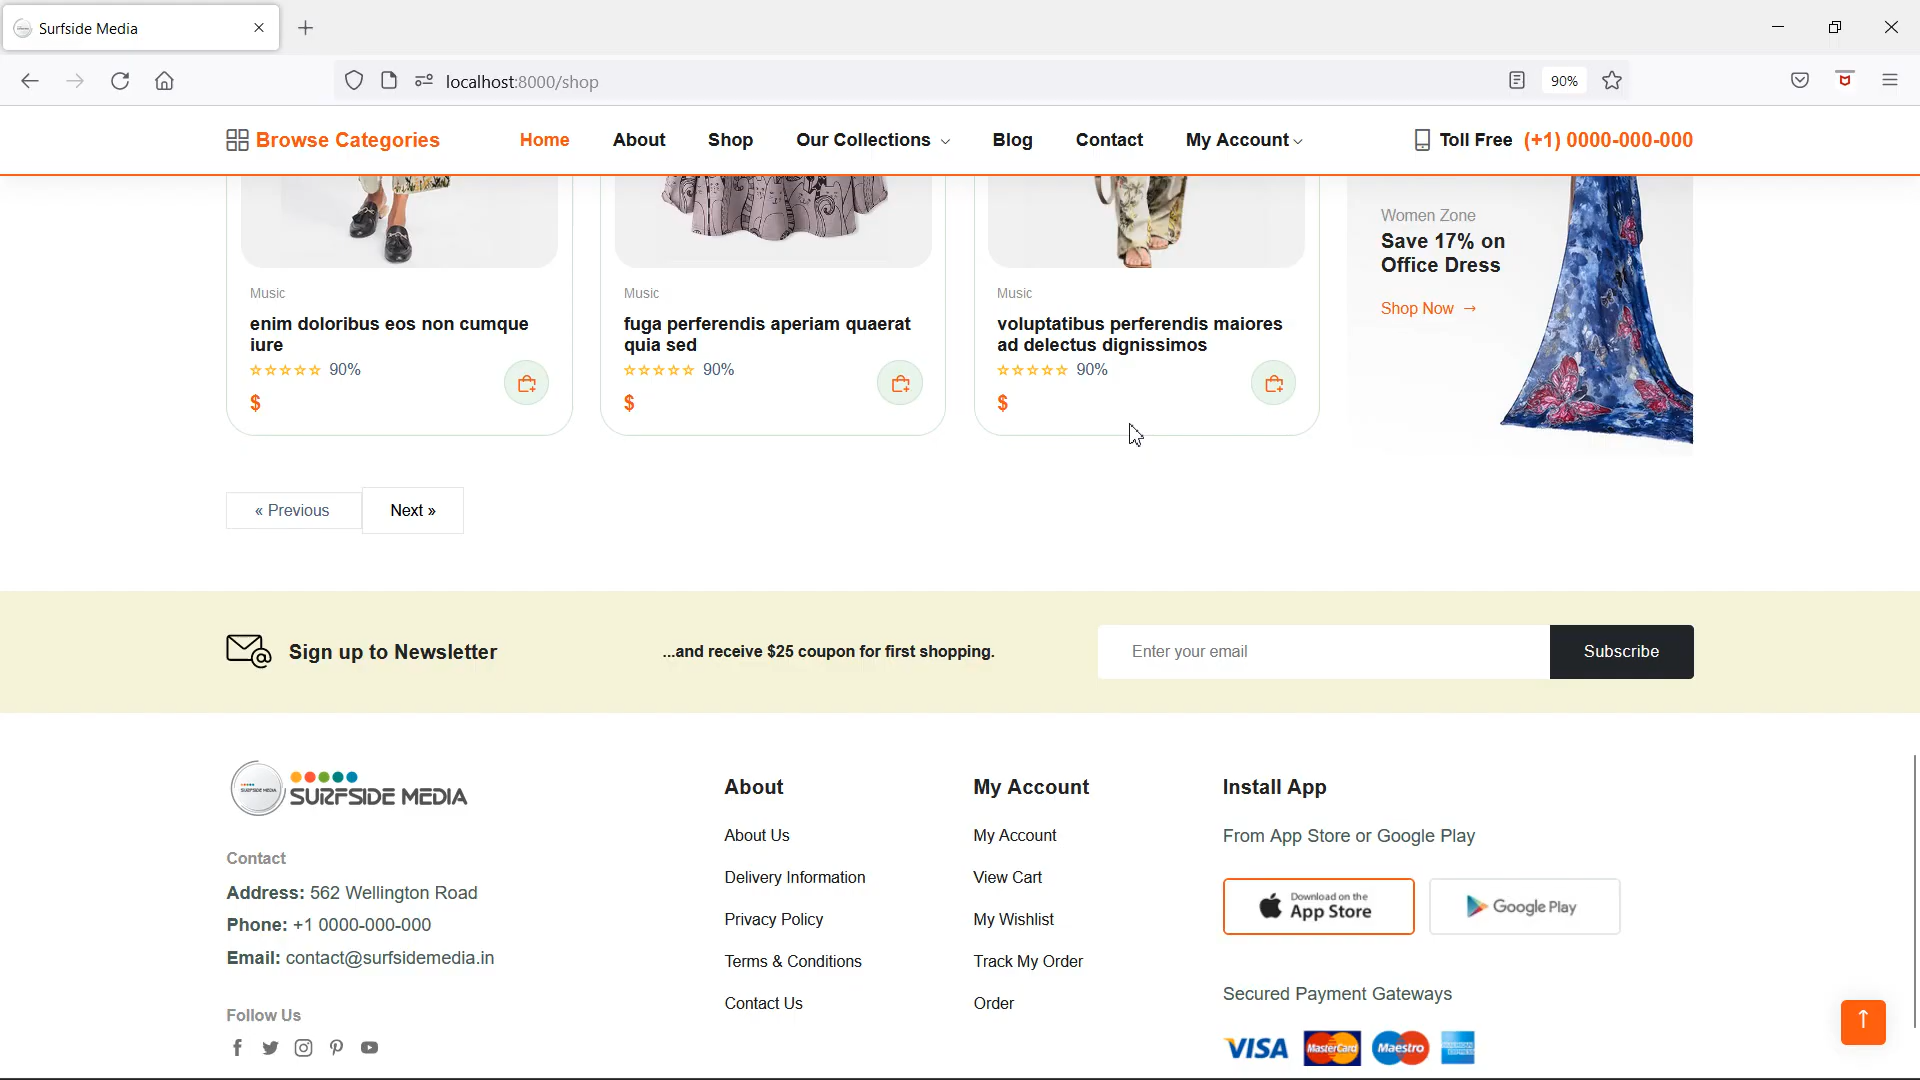 Surfside Media
localhost:8000/shop
90%
Browse Categories
Home
About
Shop
Our Collections
Blog
Contact
My Account
Toll Free (+1) 0000-000-000
Music
enim doloribus eos non cumque
iure
90%
$
Music
fuga perferendis aperiam quaerat
quia sed
90%
$
Music
voluptatibus perferendis maiores
ad delectus dignissimos
90%
$
Women Zone
Save 17% on
Office Dress
Shop Now →
« Previous
Next »
Sign up to Newsletter
...and receive $25 coupon for first shopping.
Enter your email
Subscribe
SURFSIDE MEDIA
SURFSIDE MEDIA
Contact
Address: 562 Wellington Road
Phone: +1 0000-000-000
Email: contact@surfsidemedia.in
Follow Us
About
About Us
Delivery Information
Privacy Policy
Terms & Conditions
Contact Us
My Account
My Account
View Cart
My Wishlist
Track My Order
Order
Install App
From App Store or Google Play
Download on the
App Store
Google Play
Secured Payment Gateways
VISA
MasterCard
Maestro
AMERICAN EXPRESS